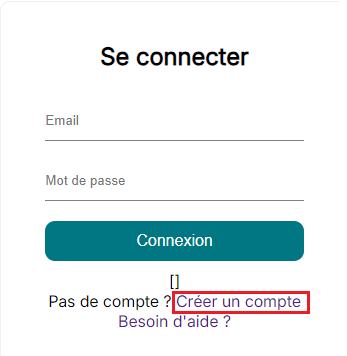 Se connecter
Email
Mot de passe
Connexion
[]
Pas de compte ? Créer un compte
Besoin d'aide ?